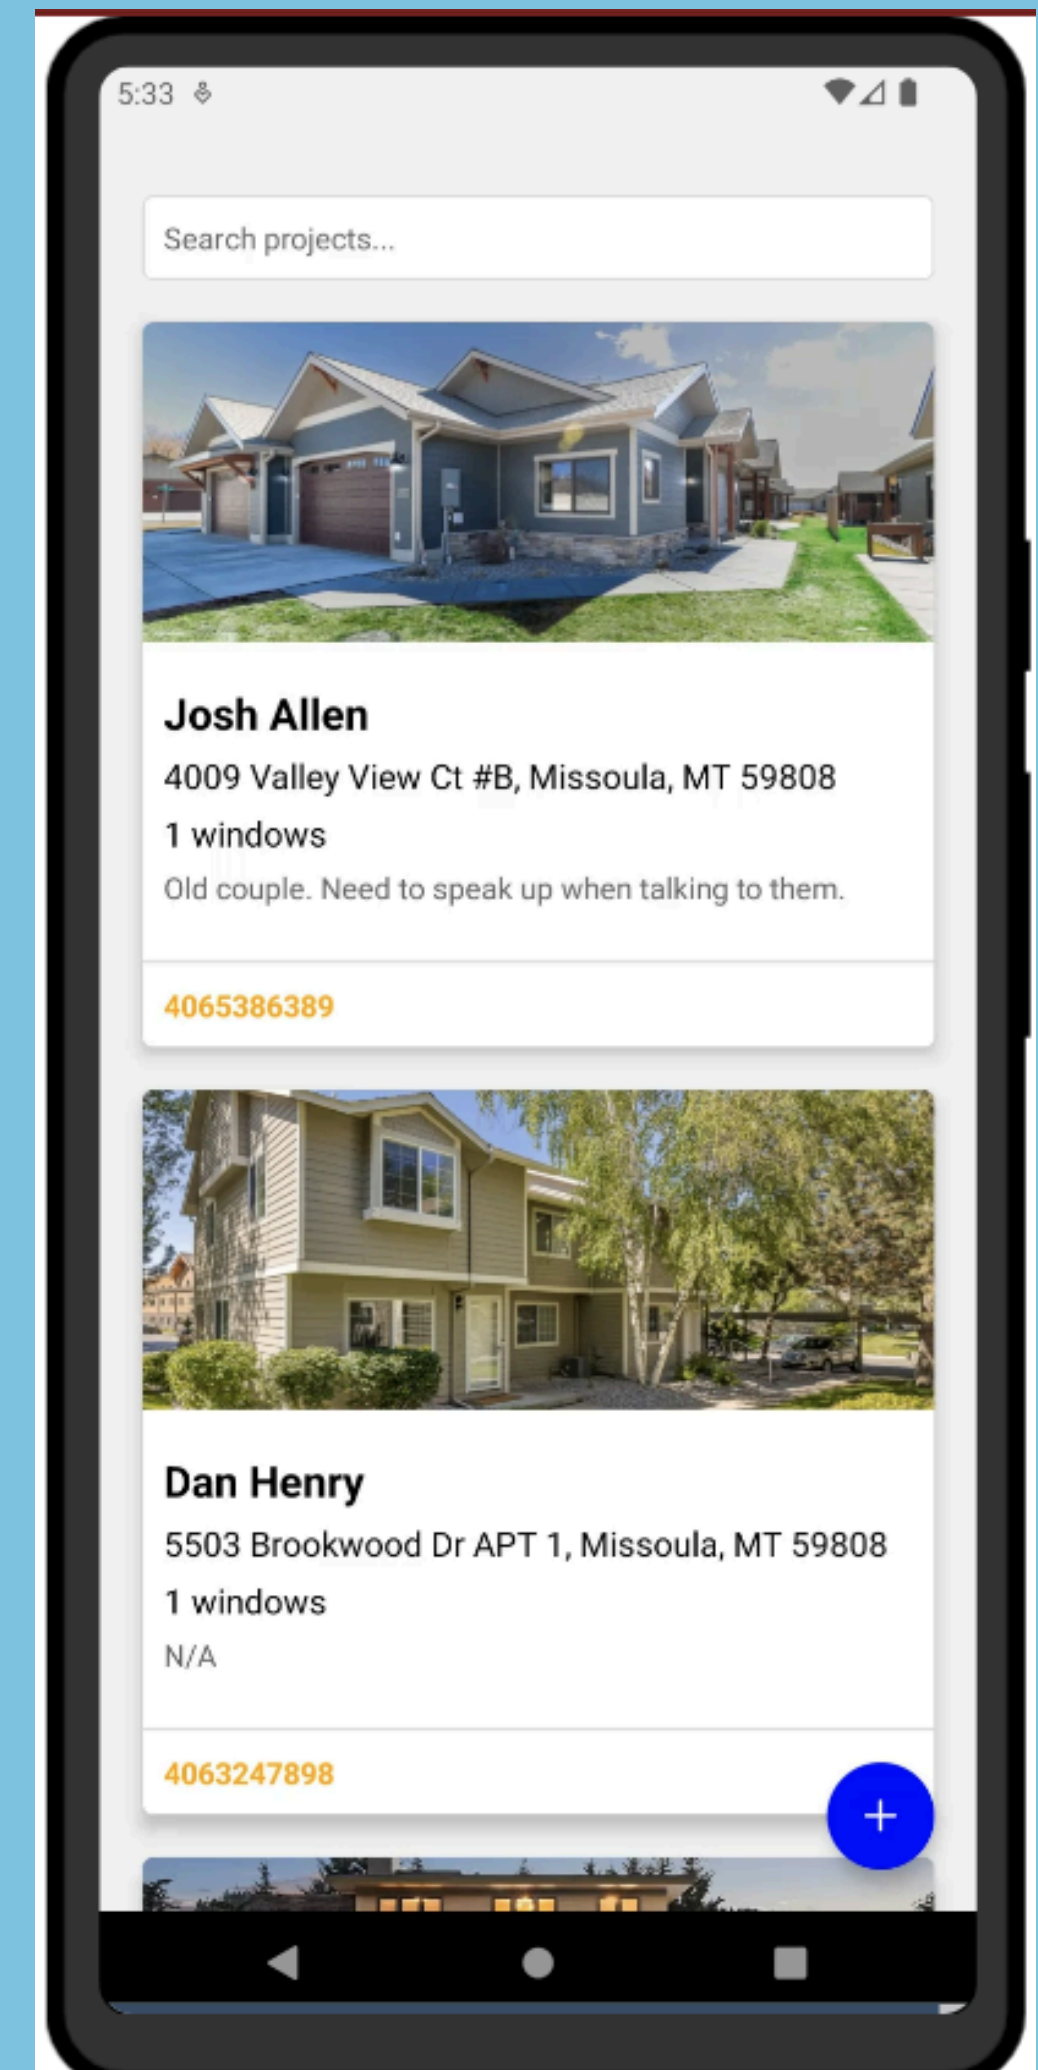 5:33
Search projects...
Josh Allen
4009 Valley View Ct #B, Missoula, MT 59808
1 windows
Old couple. Need to speak up when talking to them.
4065386389
Dan Henry
5503 Brookwood Dr APT 1, Missoula, MT 59808
1 windows
N/A
4063247898
+